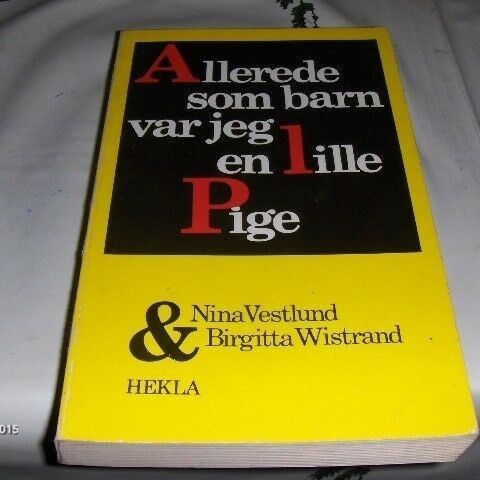 Allerede
som barn
var jeg
en lille
Pige
& Nina Vestlund
Birgitta Wistrand
HEKLA